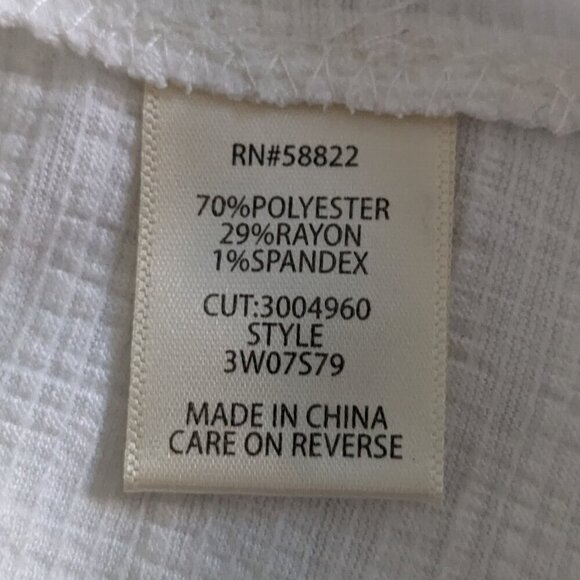 RN#58822
70%POLYESTER
29%RAYON
1%SPANDEX
CUT:3004960
STYLE
3W07S79
MADE IN CHINA
CARE ON REVERSE